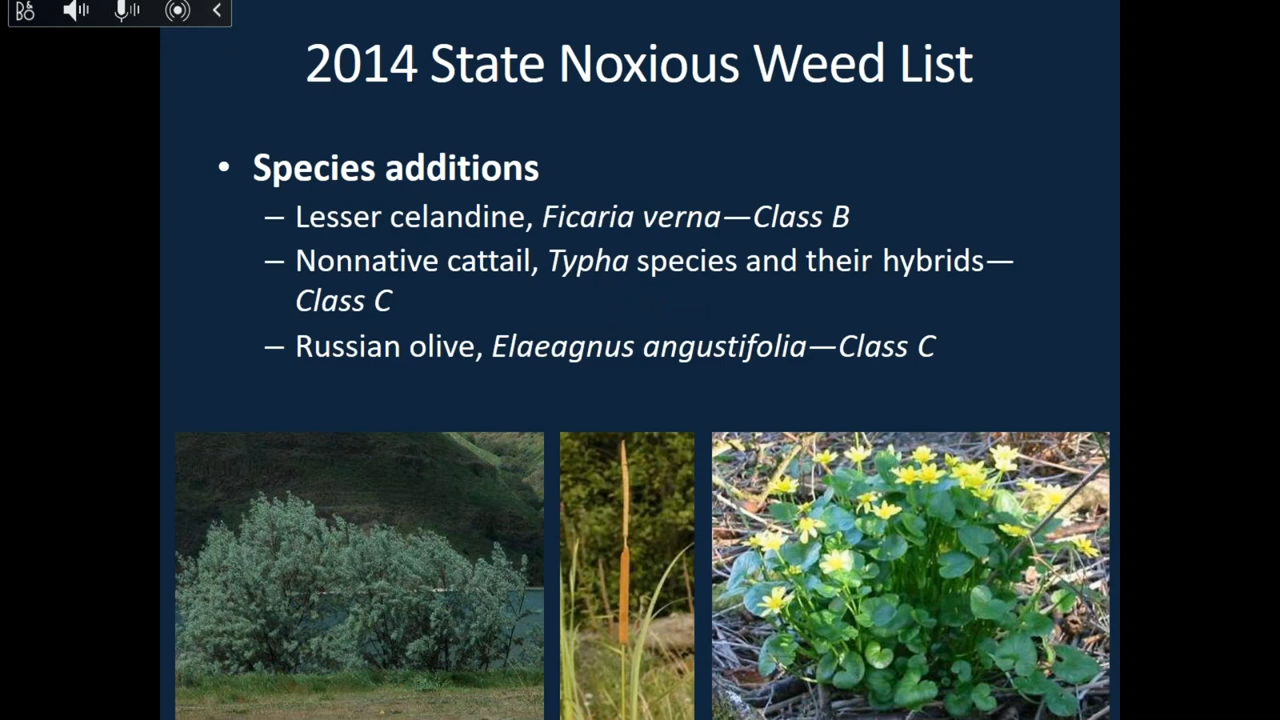 2014 State Noxious Weed List
• Species additions
– Lesser celandine, Ficaria verna—Class B
– Nonnative cattail, Typha species and their hybrids—
Class C
– Russian olive, Elaeagnus angustifolia—Class C